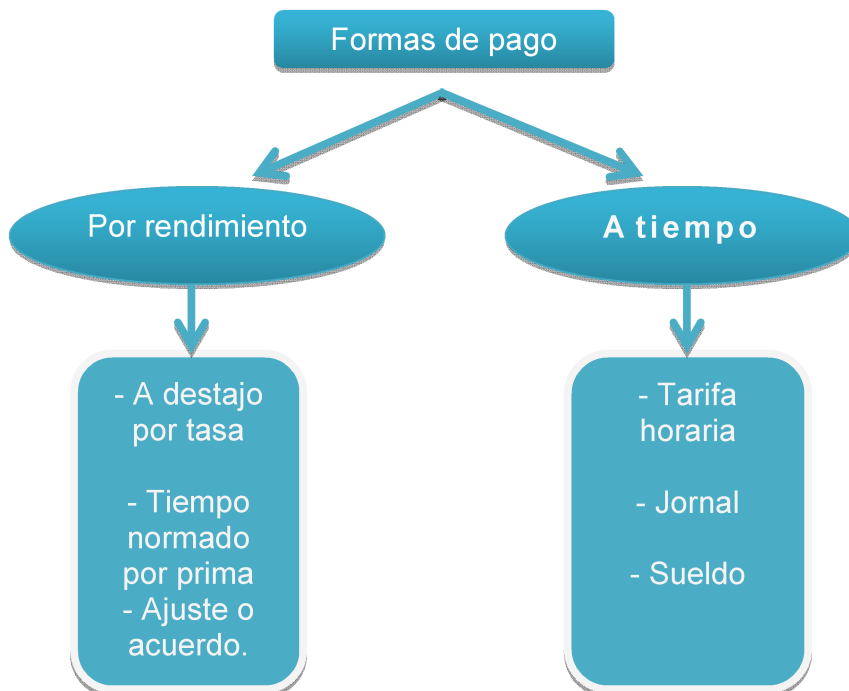 Formas de pago
Por rendimiento
A tiempo
- A destajo
por tasa
- Tiempo
normado
por prima
- Ajuste o
acuerdo.
- Tarifa
horaria
- Jornal
- Sueldo